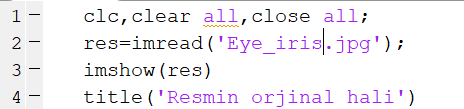 1 clc,clear all,close all;
2 res=imread('Eye_iris.jpg');
3 imshow(res)
4 title('Resmin orjinal hali')